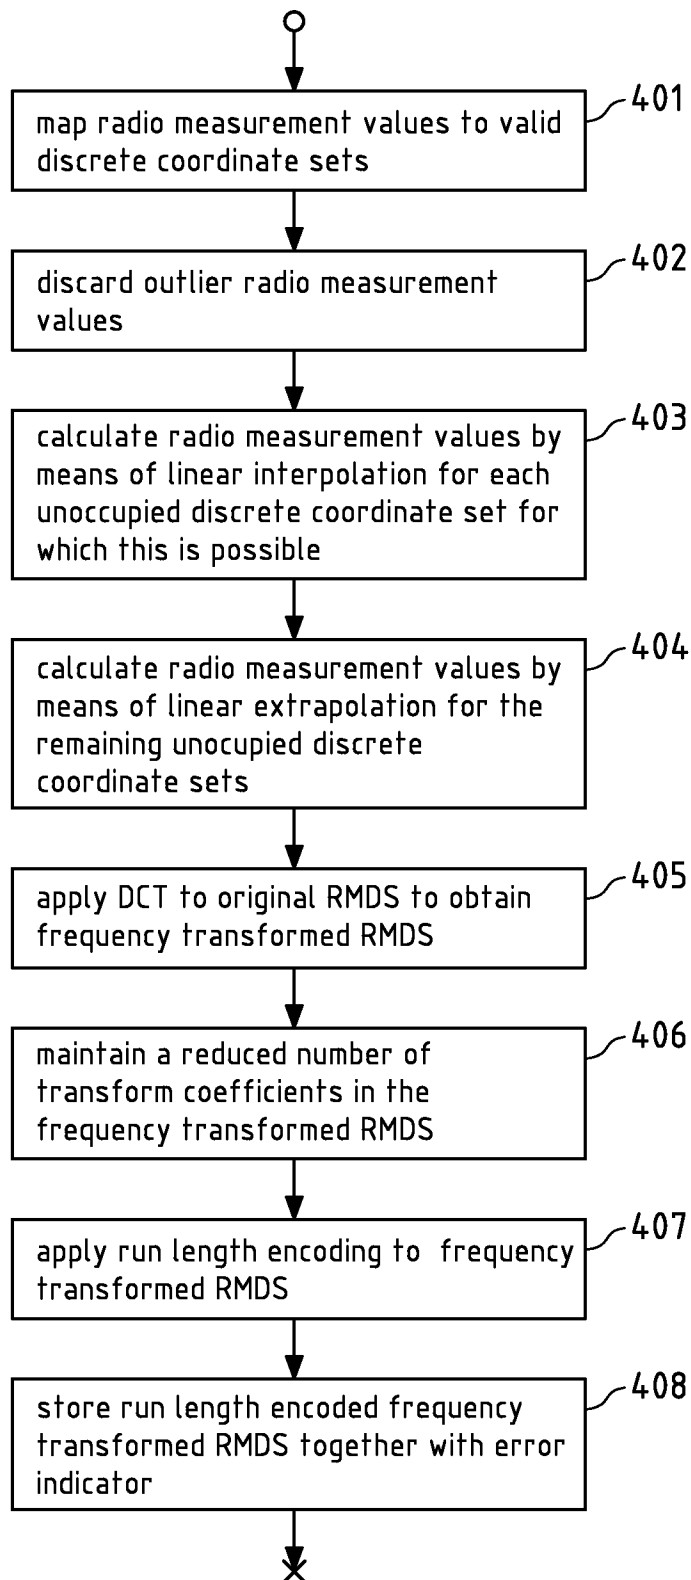 401
map radio measurement values to valid
discrete coordinate sets
402
discard outlier radio measurement
values
403
calculate radio measurement values by
means of linear interpolation for each
unoccupied discrete coordinate set for
which this is possible
404
calculate radio measurement values by
means of linear extrapolation for the
remaining unocupied discrete
coordinate sets
405
apply DCT to original RMDS to obtain
frequency transformed RMDS
406
maintain a reduced number of
transform coefficients in the
frequency transformed RMDS
407
apply run length encoding to frequency
transformed RMDS
408
store run length encoded frequency
transformed RMDS together with error
indicator